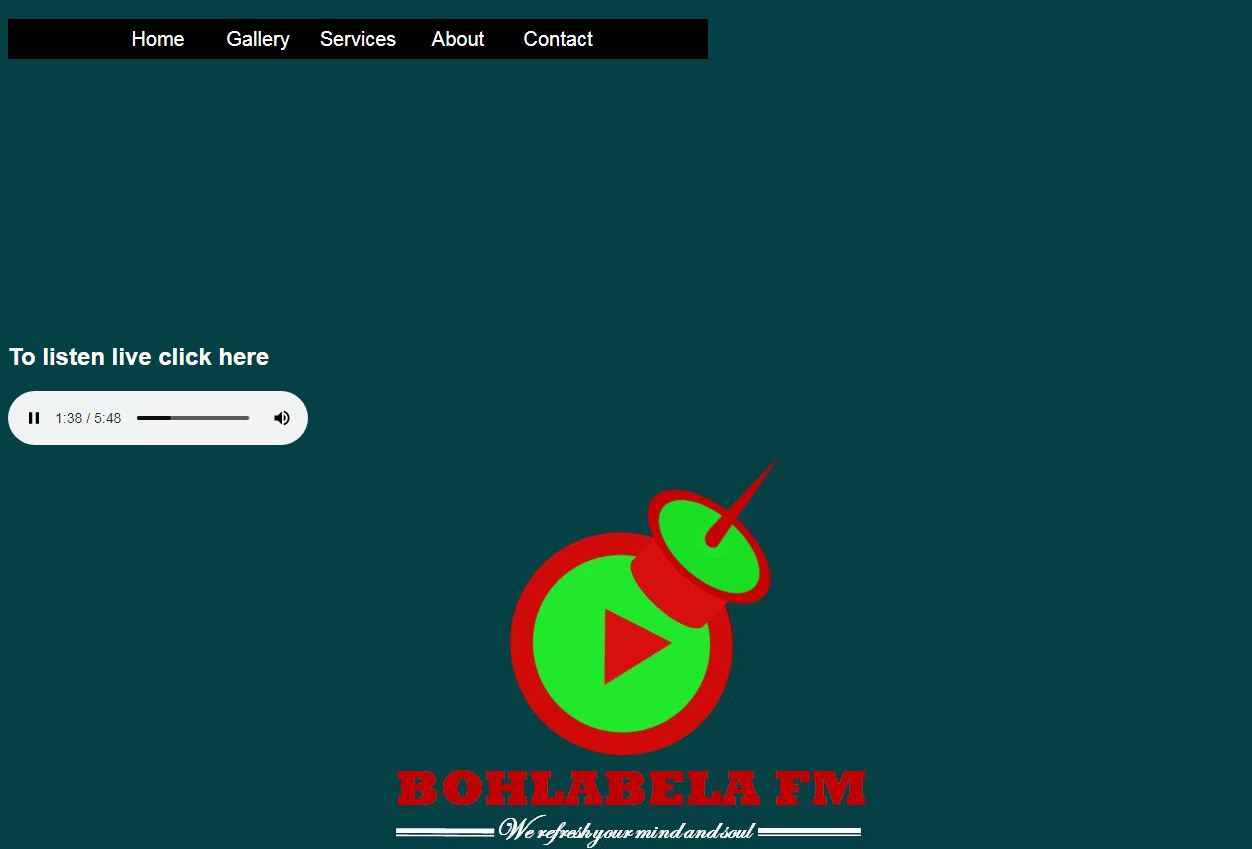 Home Gallery Services About Contact
To listen live click here
1:38 / 5:48
BOHLABELA FM
We refresh your mind and soul